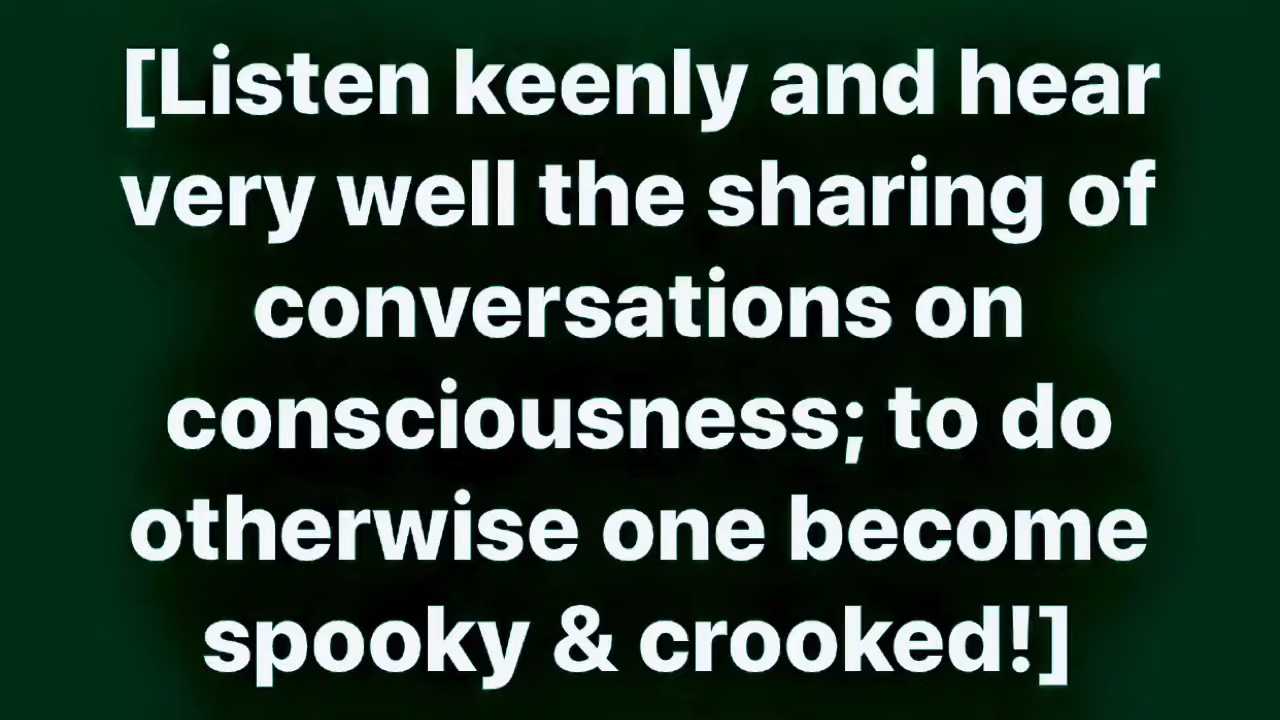 [Listen keenly and hear
very well the sharing of
conversations on
consciousness; to do
otherwise one become
spooky & crooked!]